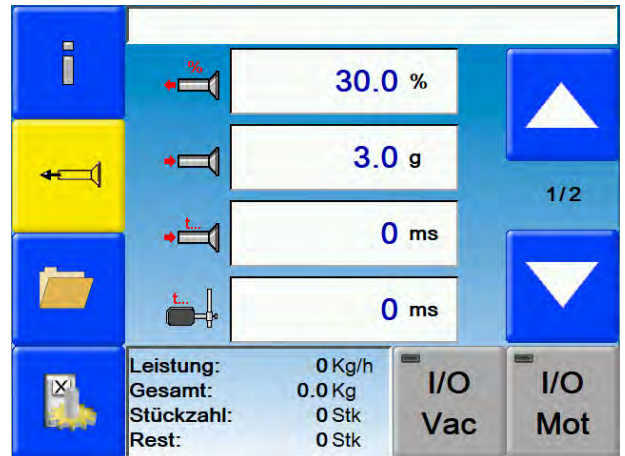 %
30.0 %
3.0 g
1/2
t...
0 ms
t...
0 ms
Leistung: 0 Kg/h
Gesamt: 0.0 Kg
Stückzahl: 0 Stk
Rest: 0 Stk
I/O
Vac
I/O
Mot